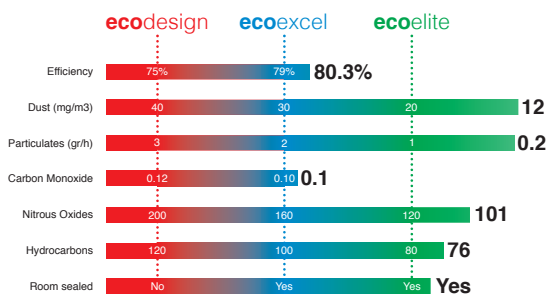 ecodesign ecoexcel ecoelite
Efficiency 75% 79% 80.3%
Dust (mg/m3) 40 30 20 12
Particulates (gr/h) 3 2 1 0.2
Carbon Monoxide 0.12 0.10 0.1
Nitrous Oxides 200 160 120 101
Hydrocarbons 120 100 80 76
Room sealed No Yes Yes Yes